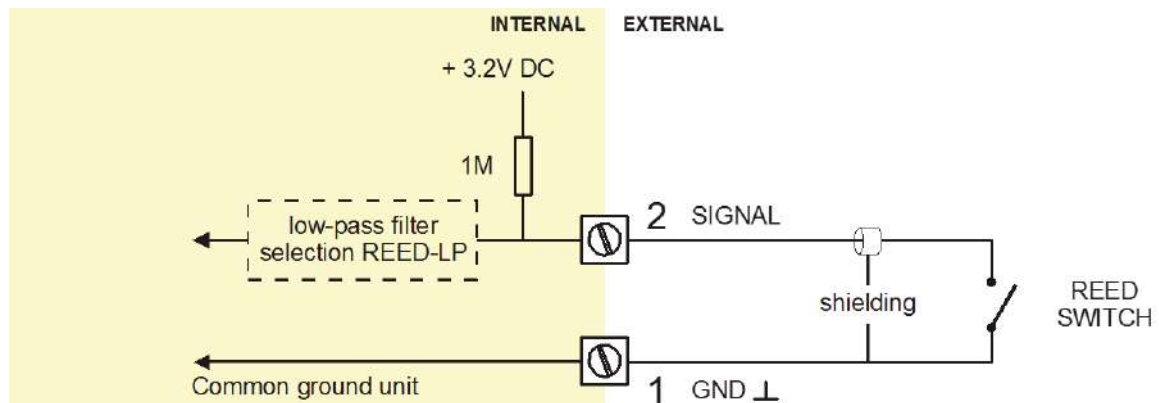 INTERNAL EXTERNAL
+ 3.2V DC
1M
low-pass filter
selection REED-LP
2 SIGNAL
shielding
REED
SWITCH
Common ground unit
1 GND ⊥